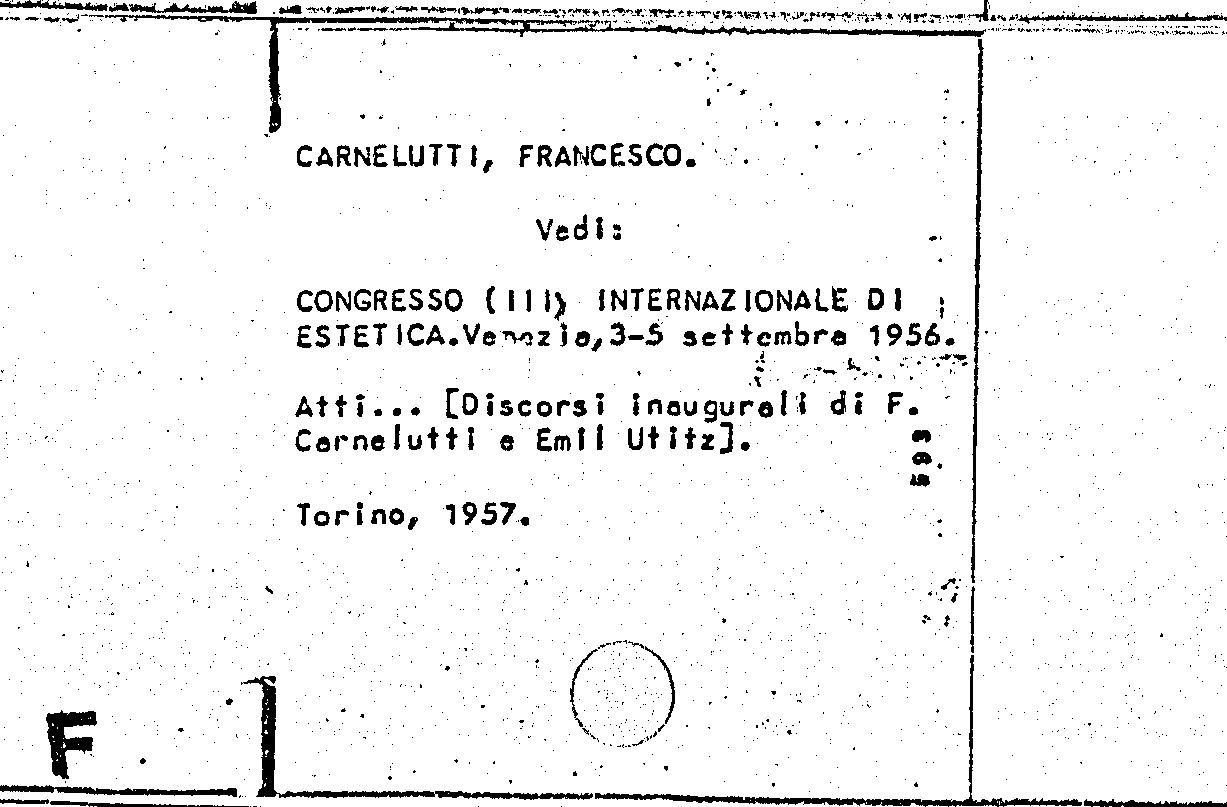 CARNELUTTI, FRANCESCO.
Vedi:
CONGRESSO (III) INTERNAZIONALE DI
ESTETICA.Venezia,3-5 settembre 1956.
Atti... [Discorsi inaugurali di F.
Carnelutti e Emil Utitz].
Torino, 1957.
F